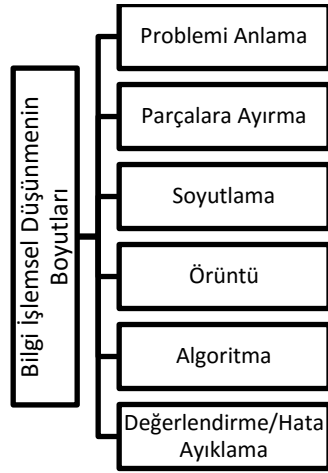 Bilgi İşlemsel Düşünmenin
Boyutları
Problemi Anlama
Parçalara Ayırma
Soyutlama
Örüntü
Algoritma
Değerlendirme/Hata
Ayıklama